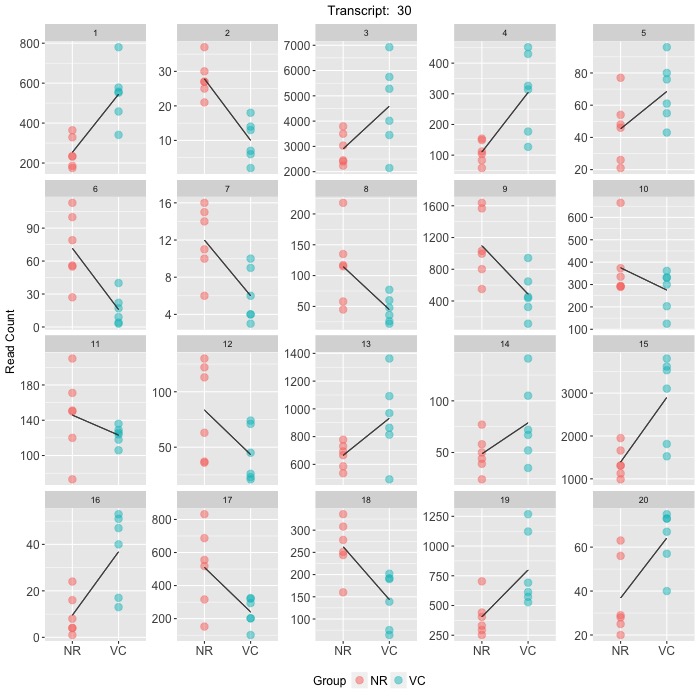 Transcript: 30
1 2 3 4 5
800 600 400 200
30 20 10
7000 6000 5000 4000 3000 2000
400 300 200 100
80 60 40 20
6 7 8 9 10
90 60 30 0
16 12 8 4
200 150 100 50
1600 1200 800 400
600 500 400 300 200 100
Read Count
11 12 13 14 15
180 140 100
100 50
1400 1200 1000 800 600
100 50
3000 2000 1000
16 17 18 19 20
40 20 0
800 600 400 200
300 250 200 150 100
1250 1000 750 500 250
60 40 20
NR VC NR VC NR VC NR VC NR VC
Group NR VC